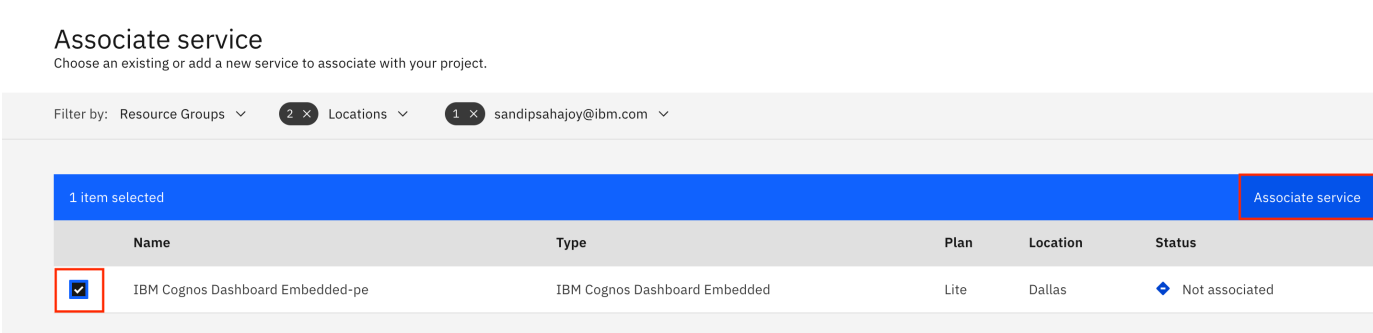 Associate service
Choose an existing or add a new service to associate with your project.
Filter by: Resource Groups 2 × Locations 1 × sandipsahajoy@ibm.com
1 item selected Associate service
Name Type Plan Location Status
IBM Cognos Dashboard Embedded-pe IBM Cognos Dashboard Embedded Lite Dallas Not associated